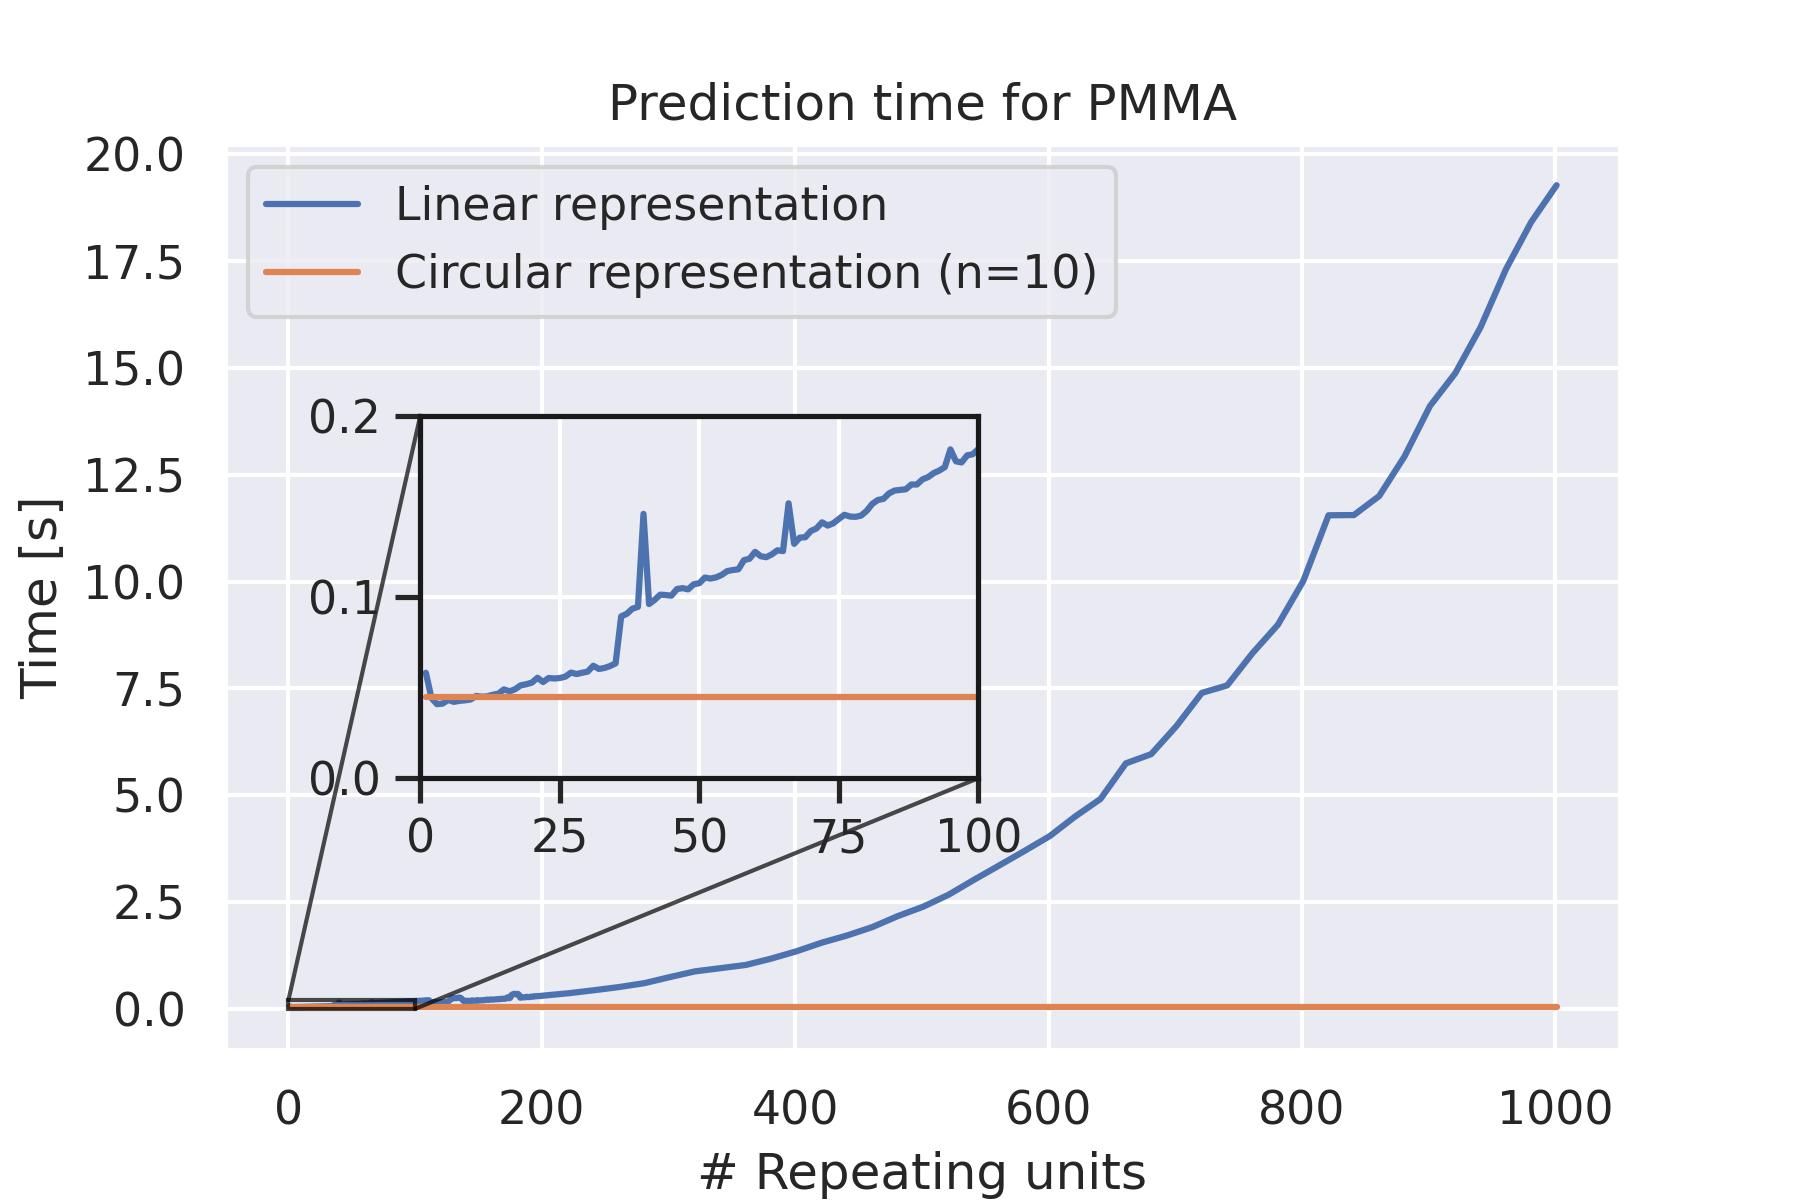 Prediction time for PMMA
Linear representation
Circular representation (n=10)
20.0
17.5
15.0
12.5
10.0
7.5
5.0
2.5
0.0
Time [s]
0.2
0.1
0.0
0 25 50 75 100
0 200 400 600 800 1000
# Repeating units